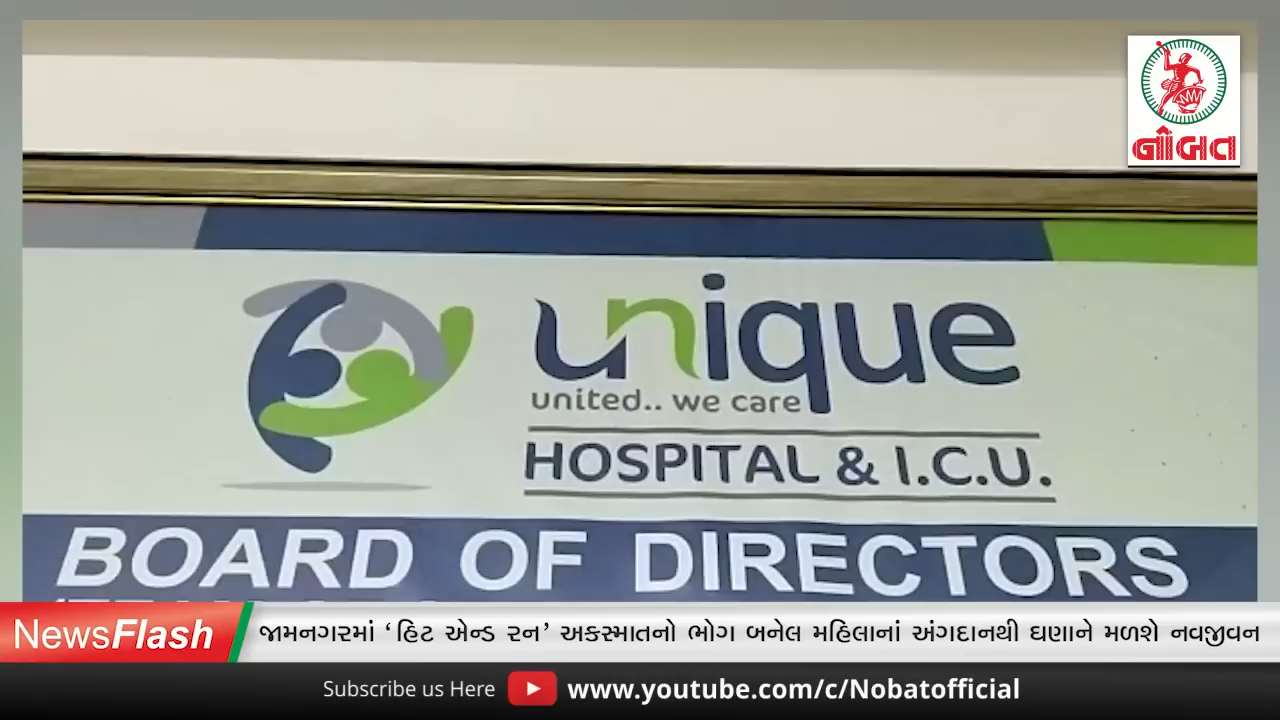 નોબત
unique
united.. we care
HOSPITAL & I.C.U.
BOARD OF DIRECTORS
NewsFlash
જામનગરમાં ‘હિટ એન્ડ રન’ અકસ્માતનો ભોગ બનેલ મહિલાનાં અંગદાનથી ઘણાને મળશે નવજીવન
Subscribe us Here www.youtube.com/c/Nobatofficial